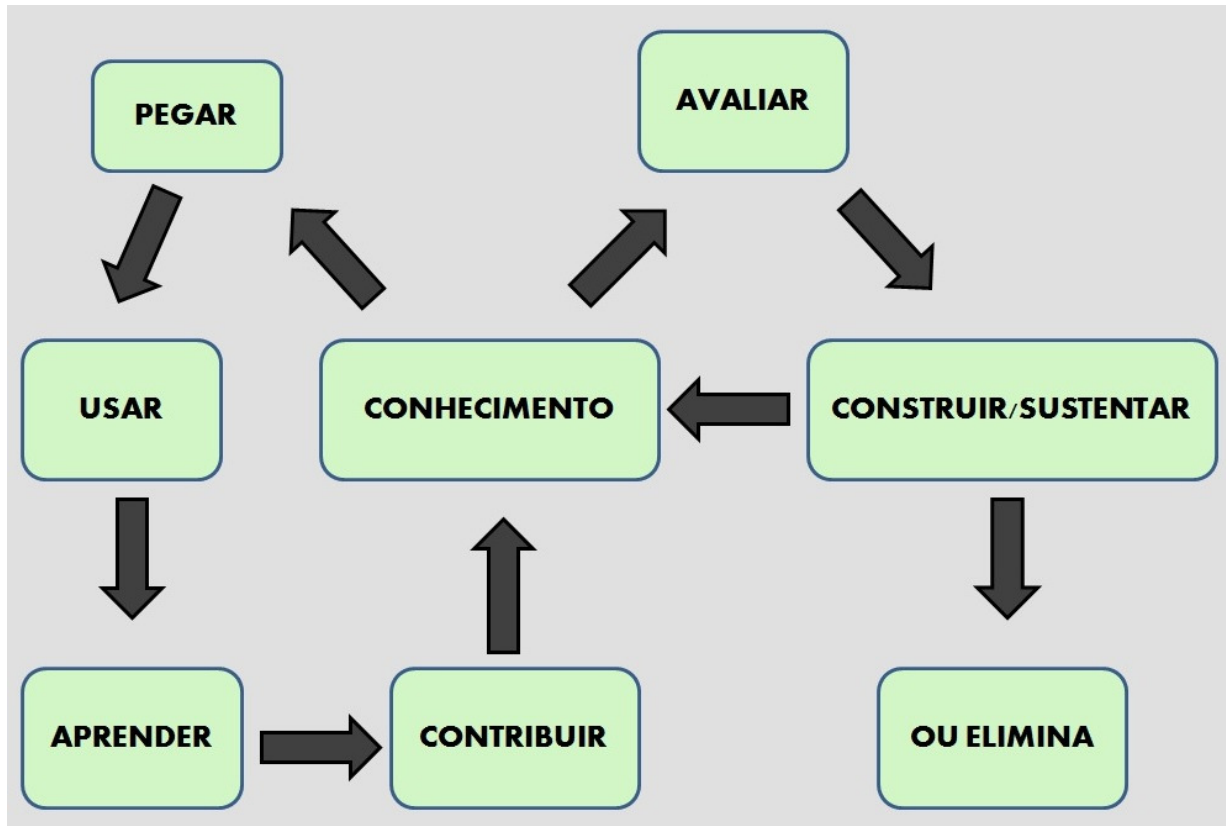 PEGAR
AVALIAR
USAR
CONHECIMENTO
CONSTRUIR/SUSTENTAR
APRENDER
CONTRIBUIR
OU ELIMINA